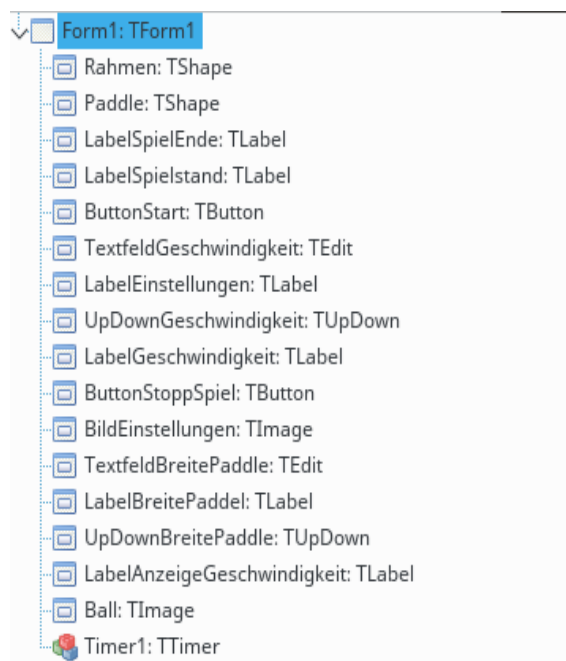 Form1: TForm1
Rahmen: TShape
Paddle: TShape
LabelSpielEnde: TLabel
LabelSpielstand: TLabel
ButtonStart: TButton
TextfeldGeschwindigkeit: TEdit
LabelEinstellungen: TLabel
UpDownGeschwindigkeit: TUpDown
LabelGeschwindigkeit: TLabel
ButtonStoppSpiel: TButton
BildEinstellungen: TImage
TextfeldBreitePaddle: TEdit
LabelBreitePaddel: TLabel
UpDownBreitePaddle: TUpDown
LabelAnzeigeGeschwindigkeit: TLabel
Ball: TImage
Timer1: TTimer